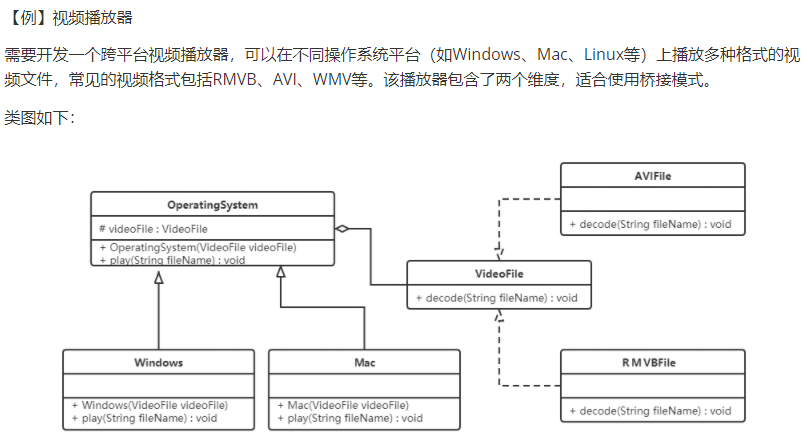 【例】视频播放器
需要开发一个跨平台视频播放器，可以在不同操作系统平台（如Windows、Mac、Linux等）上播放多种格式的视
频文件，常见的视频格式包括RMVB、AVI、WMV等。该播放器包含了两个维度，适合使用桥接模式。
类图如下：
AVIFile
+ decode(String fileName) : void
OperatingSystem
# videoFile : VideoFile
+ OperatingSystem(VideoFile videoFile)
+ play(String fileName) : void
VideoFile
+ decode(String fileName) : void
Windows
+ Windows(VideoFile videoFile)
+ play(String fileName) : void
Mac
+ Mac(VideoFile videoFile)
+ play(String fileName) : void
RMVBFile
+ decode(String fileName) : void